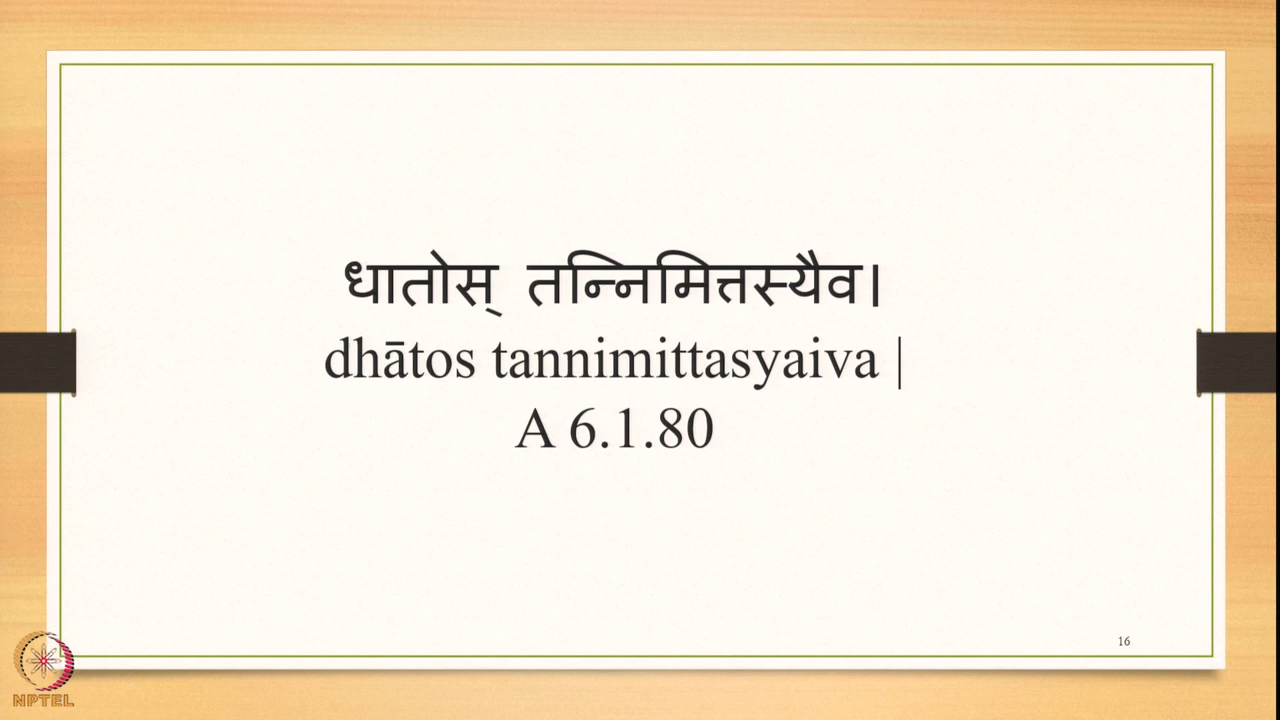 धातोस् तन्निमित्तस्यैव।
dhātos tannimittasyaiva |
A 6.1.80
16
NPTEL